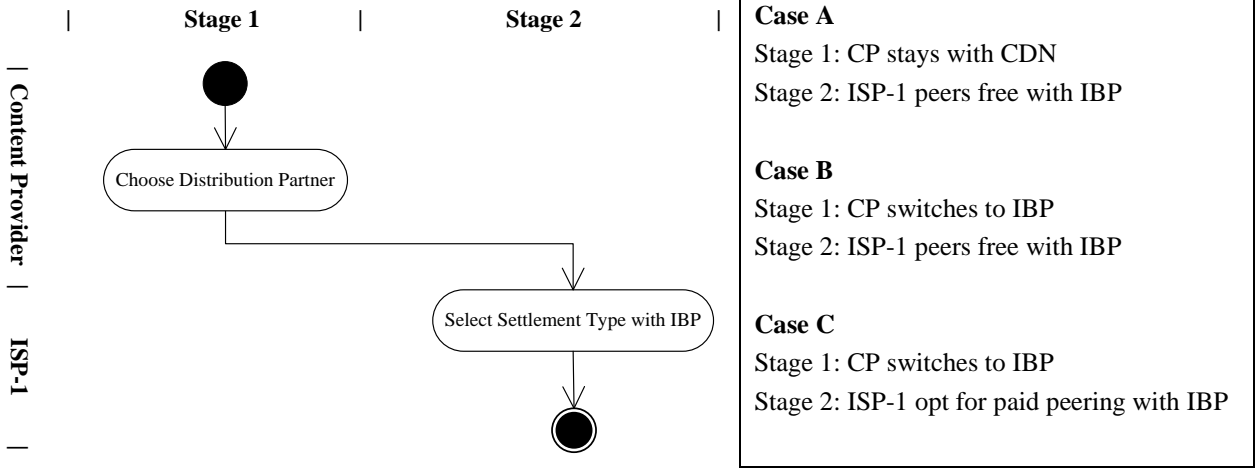 | Stage 1 | Stage 2 |
| Content Provider | ISP-1 |
Choose Distribution Partner
Select Settlement Type with IBP
Case A
Stage 1: CP stays with CDN
Stage 2: ISP-1 peers free with IBP
Case B
Stage 1: CP switches to IBP
Stage 2: ISP-1 peers free with IBP
Case C
Stage 1: CP switches to IBP
Stage 2: ISP-1 opt for paid peering with IBP